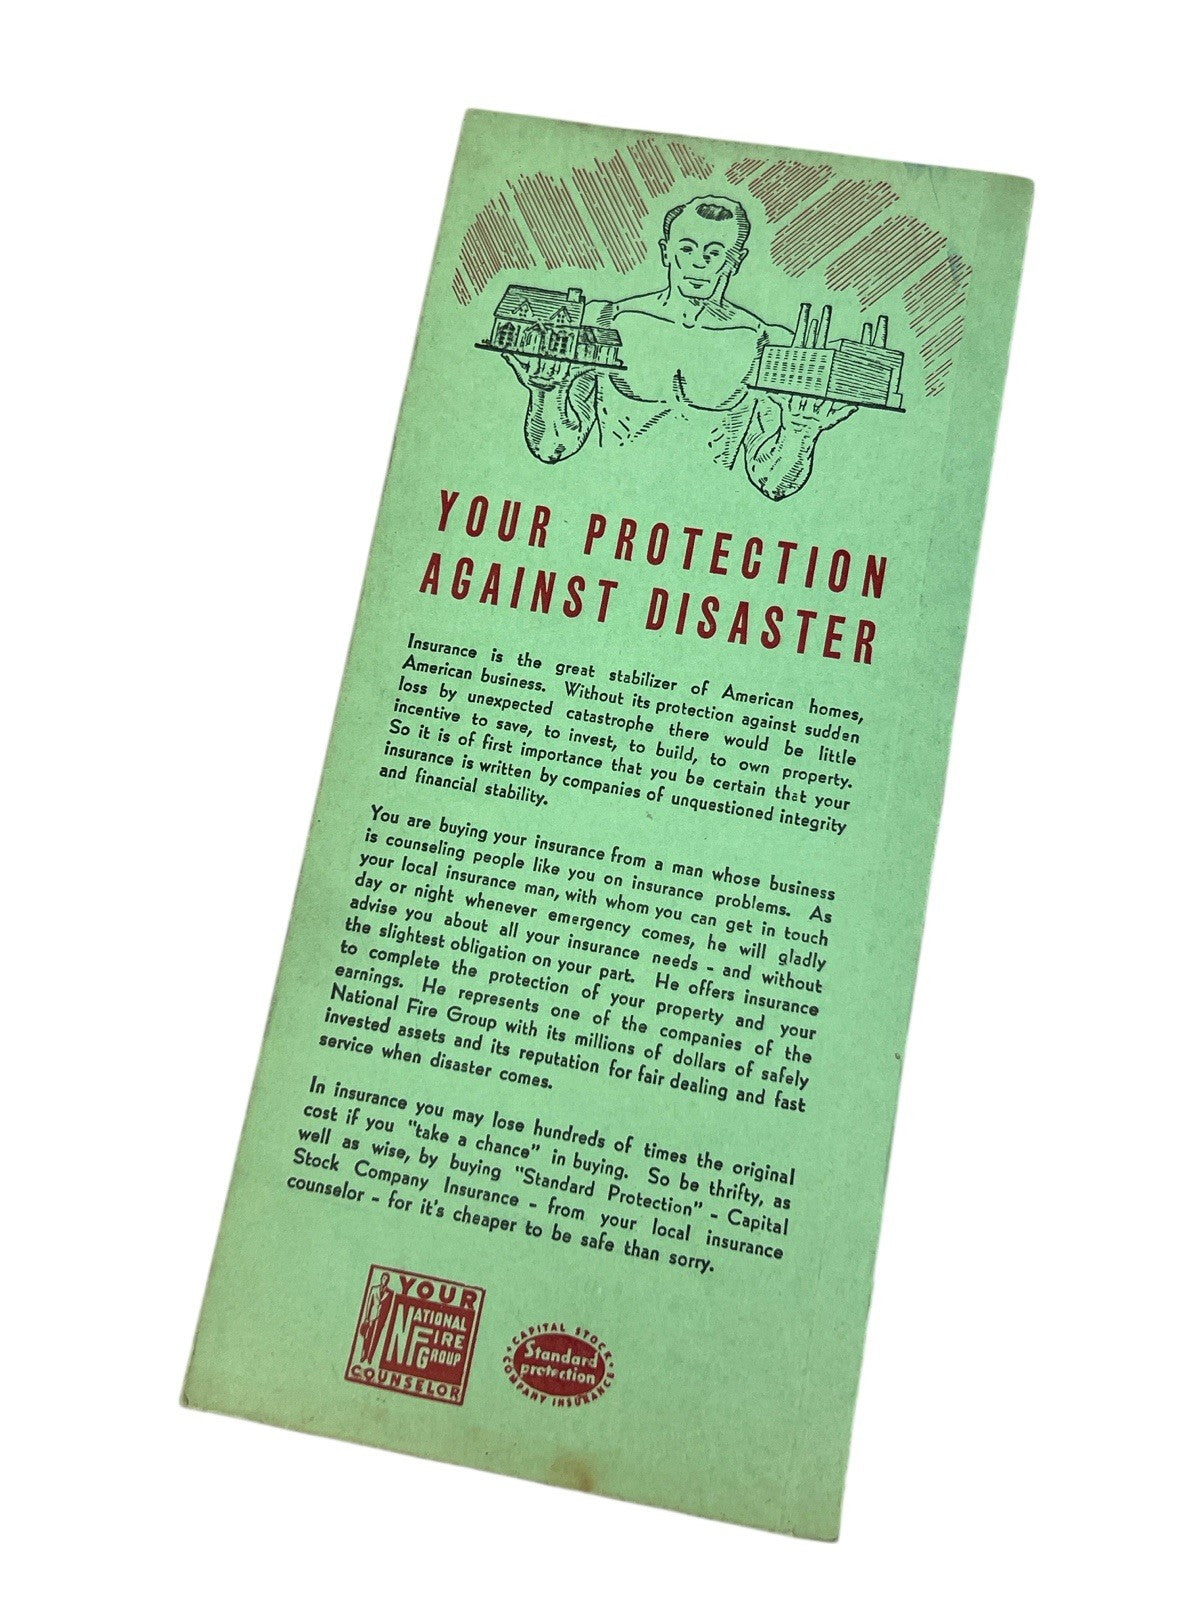 YOUR PROTECTION
AGAINST DISASTER
Insurance is the great stabilizer of American homes,
American business. Without its protection against sudden
loss by unexpected catastrophe there would be little
incentive to save, to invest, to build, to own property.
So it is of first importance that you be certain that your
insurance is written by companies of unquestioned integrity
and financial stability.
You are buying your insurance from a man whose business
is counseling people like you on insurance problems. As
your local insurance man, with whom you can get in touch
day or night whenever emergency comes, he will gladly
advise you about all your insurance needs - and without
the slightest obligation on your part. He offers insurance
to complete the protection of your property and your
earnings. He represents one of the companies of the
National Fire Group with its millions of dollars of safely
invested assets and its reputation for fair dealing and fast
service when disaster comes.
In insurance you may lose hundreds of times the original
cost if you "take a chance" in buying. So be thrifty, as
well as wise, by buying "Standard Protection" - Capital
Stock Company Insurance - from your local insurance
counselor - for it's cheaper to be safe than sorry.
YOUR
NATIONAL
FIRE
GROUP
COUNSELOR
CAPITAL STOCK
Standard
protection
COMPANY INSURANCE